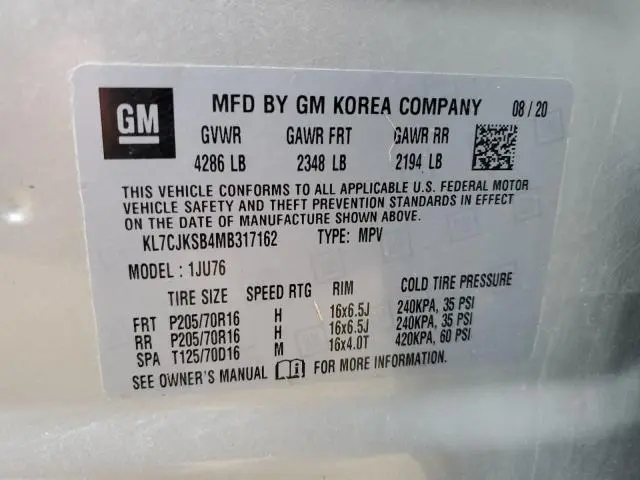 GM MFD BY GM KOREA COMPANY 08 / 20
GVWR GAWR FRT GAWR RR
4286 LB 2348 LB 2194 LB
THIS VEHICLE CONFORMS TO ALL APPLICABLE U.S. FEDERAL MOTOR
VEHICLE SAFETY AND THEFT PREVENTION STANDARDS IN EFFECT
ON THE DATE OF MANUFACTURE SHOWN ABOVE.
KL7CJKSB4MB317162 TYPE: MPV
MODEL : 1JU76
TIRE SIZE SPEED RTG RIM COLD TIRE PRESSURE
FRT P205/70R16 H 16x6.5J 240KPA, 35 PSI
RR P205/70R16 H 16x6.5J 240KPA, 35 PSI
SPA T125/70D16 M 16x4.0T 420KPA, 60 PSI
SEE OWNER'S MANUAL FOR MORE INFORMATION.